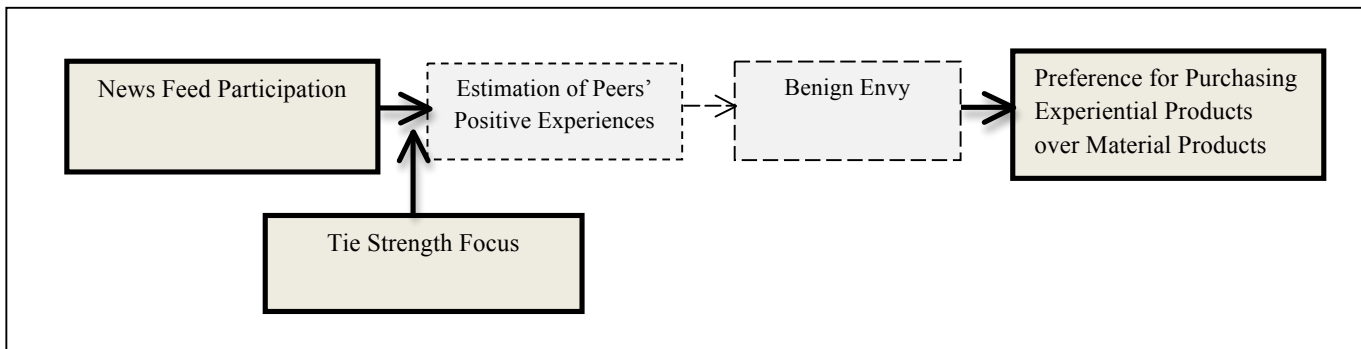 News Feed Participation
Estimation of Peers’
Positive Experiences
Benign Envy
Preference for Purchasing
Experiential Products
over Material Products
Tie Strength Focus